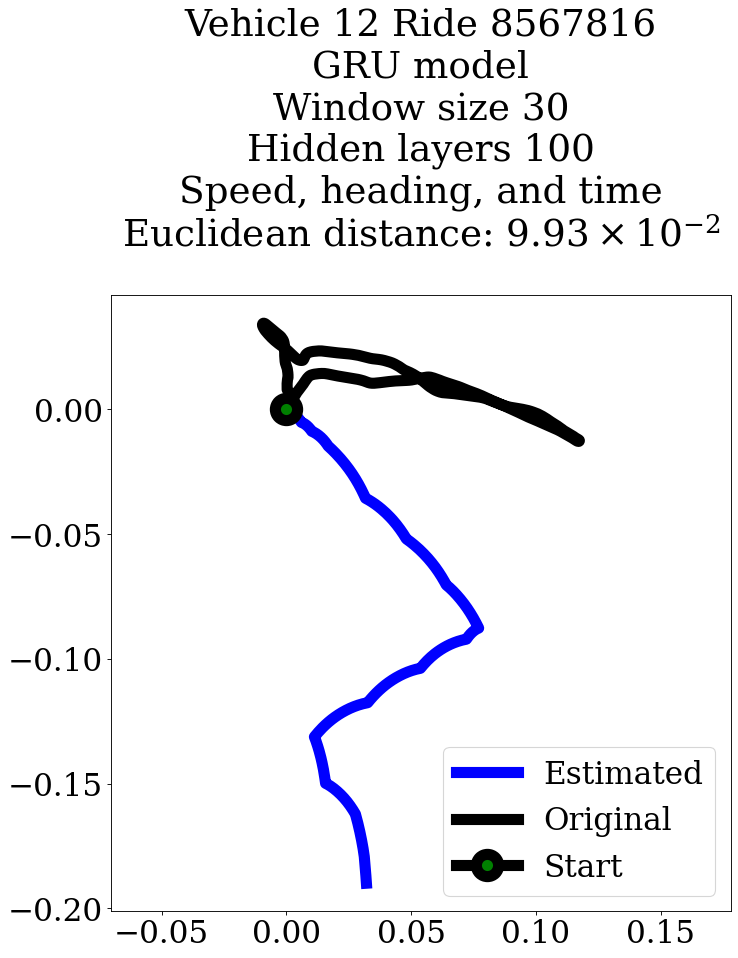 Vehicle 12 Ride 8567816
GRU model
Window size 30
Hidden layers 100
Speed, heading, and time
Euclidean distance: 9.93 × 10⁻²
0.00
−0.05
−0.10
−0.15
−0.20
Estimated
Original
Start
−0.05 0.00 0.05 0.10 0.15